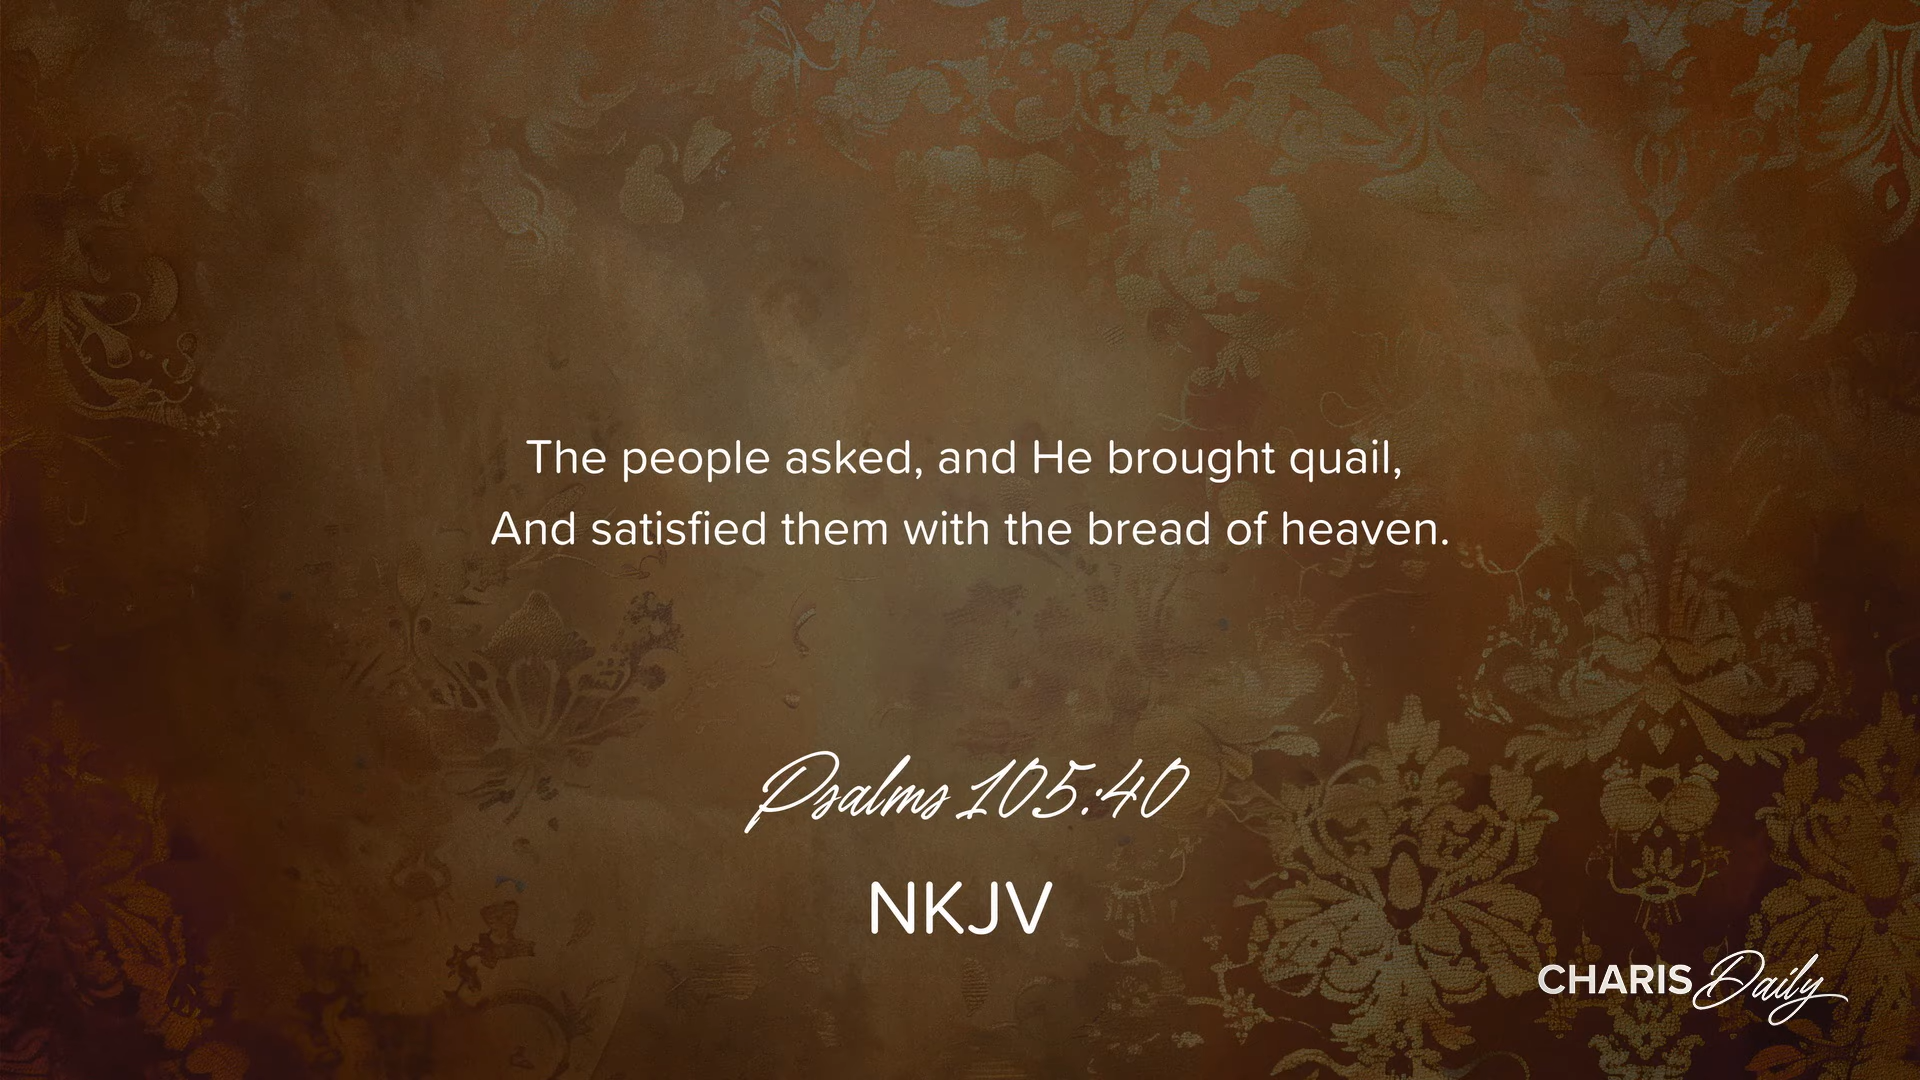 The people asked, and He brought quail,
And satisfied them with the bread of heaven.
Psalms 105:40
NKJV
CHARIS Daily